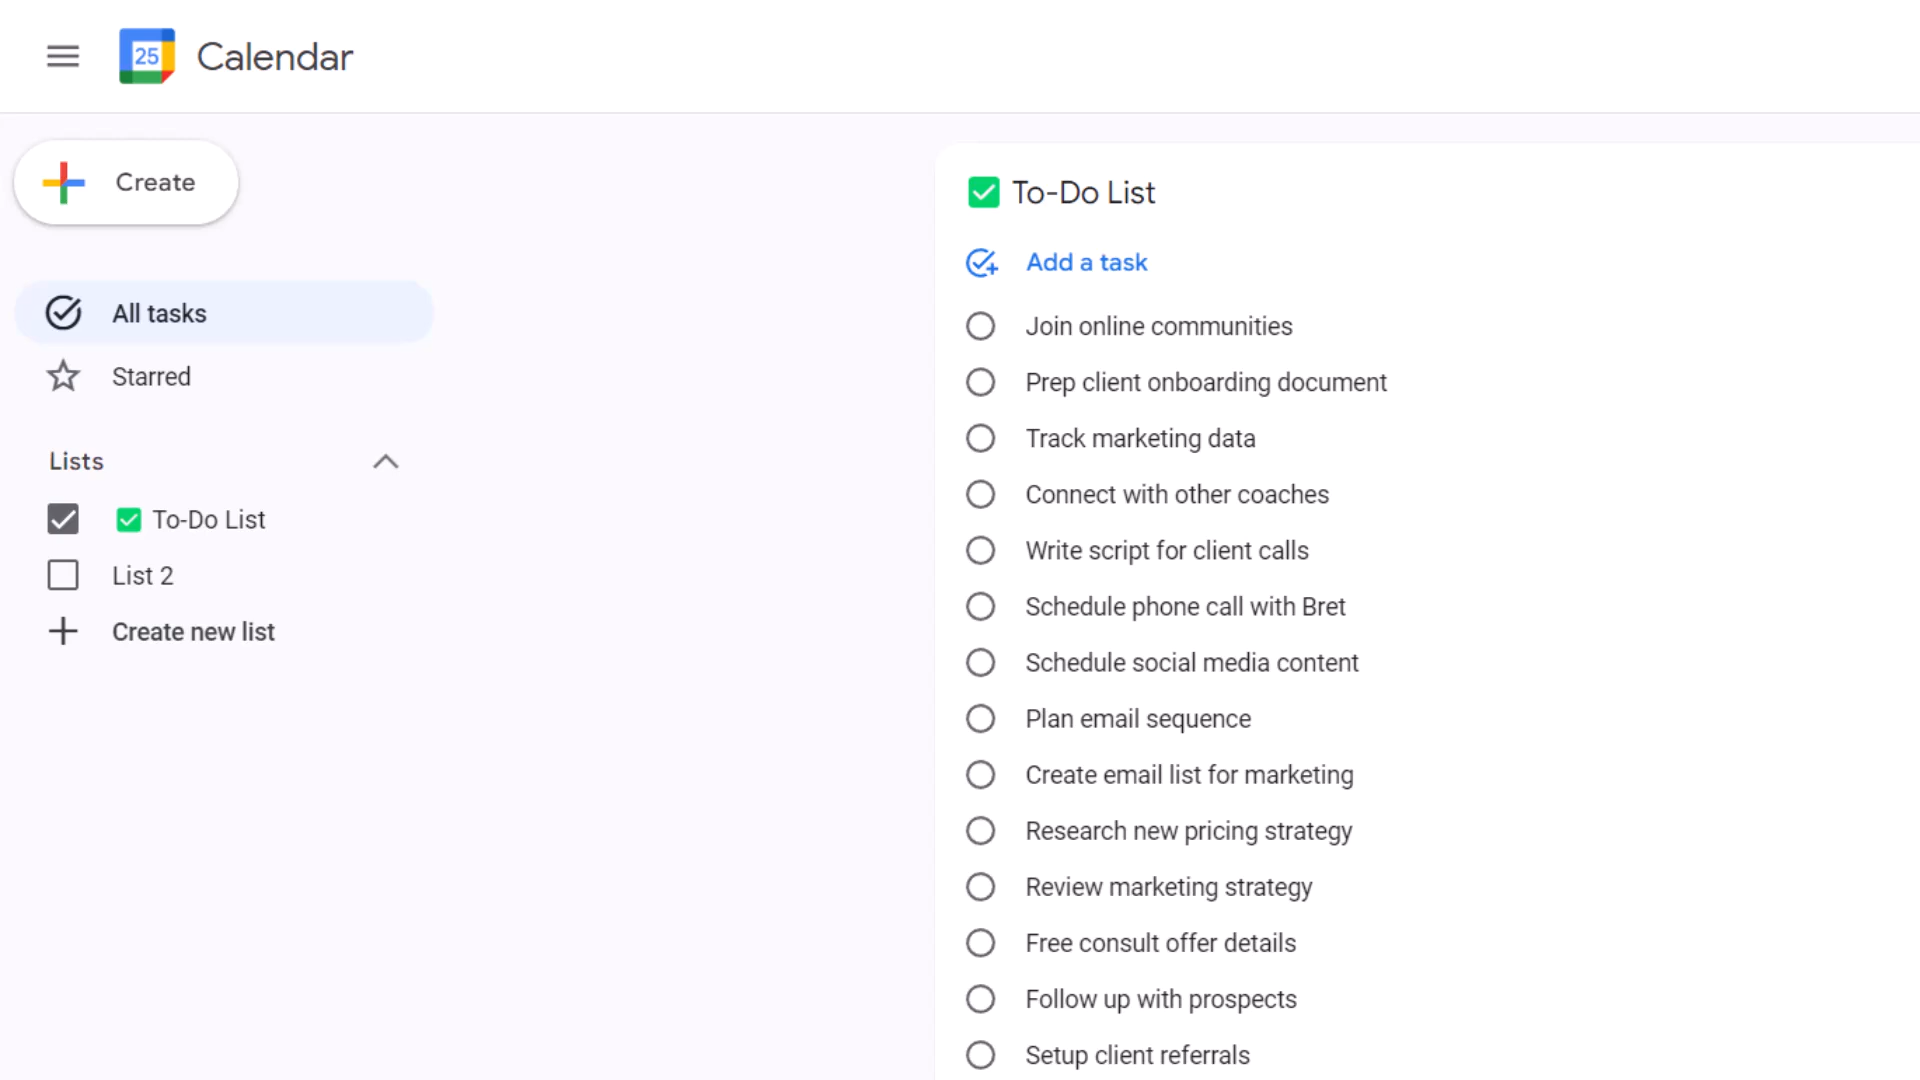 25 Calendar
Create
All tasks
Starred
Lists
To-Do List
List 2
Create new list
To-Do List
Add a task
Join online communities
Prep client onboarding document
Track marketing data
Connect with other coaches
Write script for client calls
Schedule phone call with Bret
Schedule social media content
Plan email sequence
Create email list for marketing
Research new pricing strategy
Review marketing strategy
Free consult offer details
Follow up with prospects
Setup client referrals